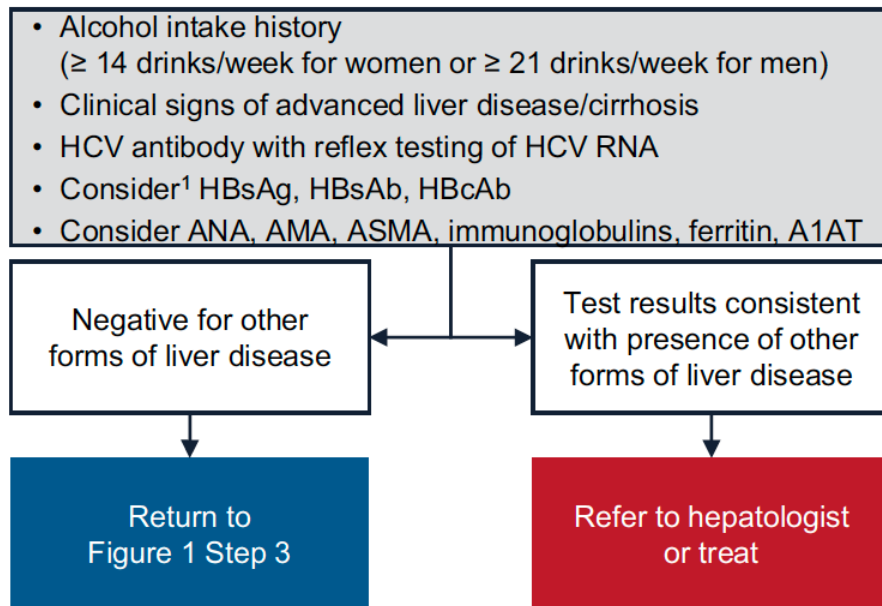 • Alcohol intake history
(≥ 14 drinks/week for women or ≥ 21 drinks/week for men)
• Clinical signs of advanced liver disease/cirrhosis
• HCV antibody with reflex testing of HCV RNA
• Consider¹ HBsAg, HBsAb, HBcAb
• Consider ANA, AMA, ASMA, immunoglobulins, ferritin, A1AT
Negative for other
forms of liver disease
Test results consistent
with presence of other
forms of liver disease
Return to
Figure 1 Step 3
Refer to hepatologist
or treat